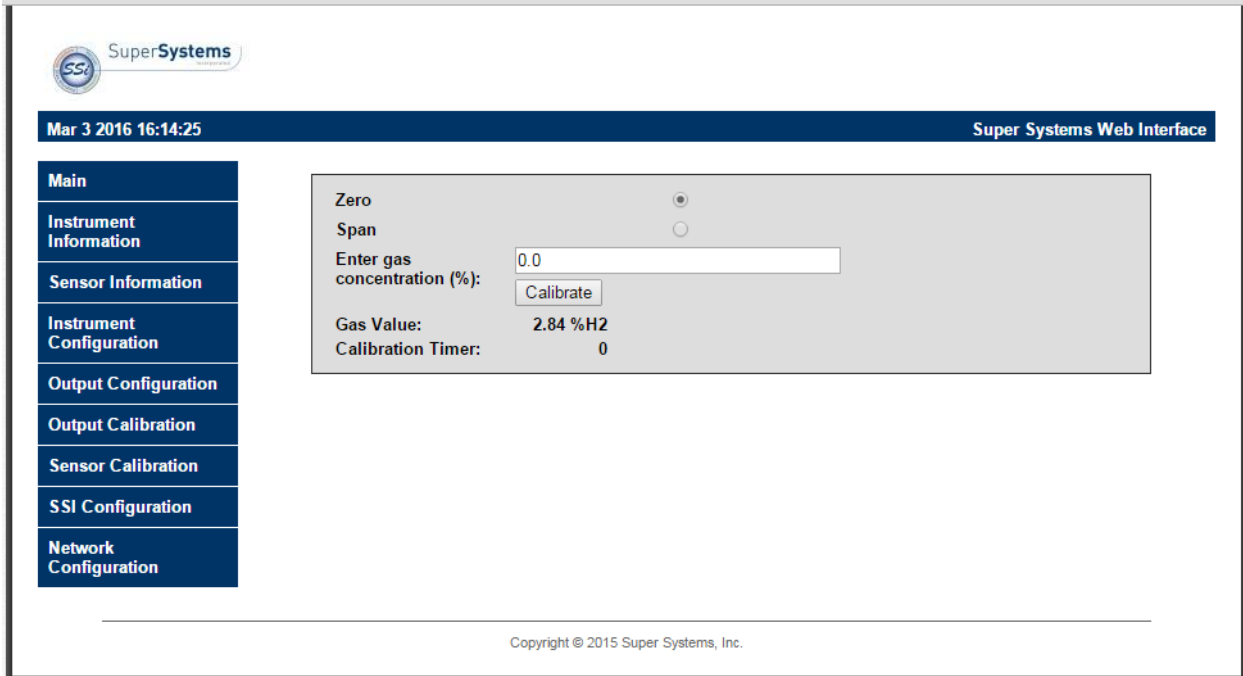 SuperSystems
incorporated
SSi
Mar 3 2016 16:14:25
Super Systems Web Interface
Main
Instrument
Information
Sensor Information
Instrument
Configuration
Output Configuration
Output Calibration
Sensor Calibration
SSI Configuration
Network
Configuration
Zero
Span
Enter gas
concentration (%):
0.0
Calibrate
Gas Value: 2.84 %H2
Calibration Timer: 0
Copyright © 2015 Super Systems, Inc.